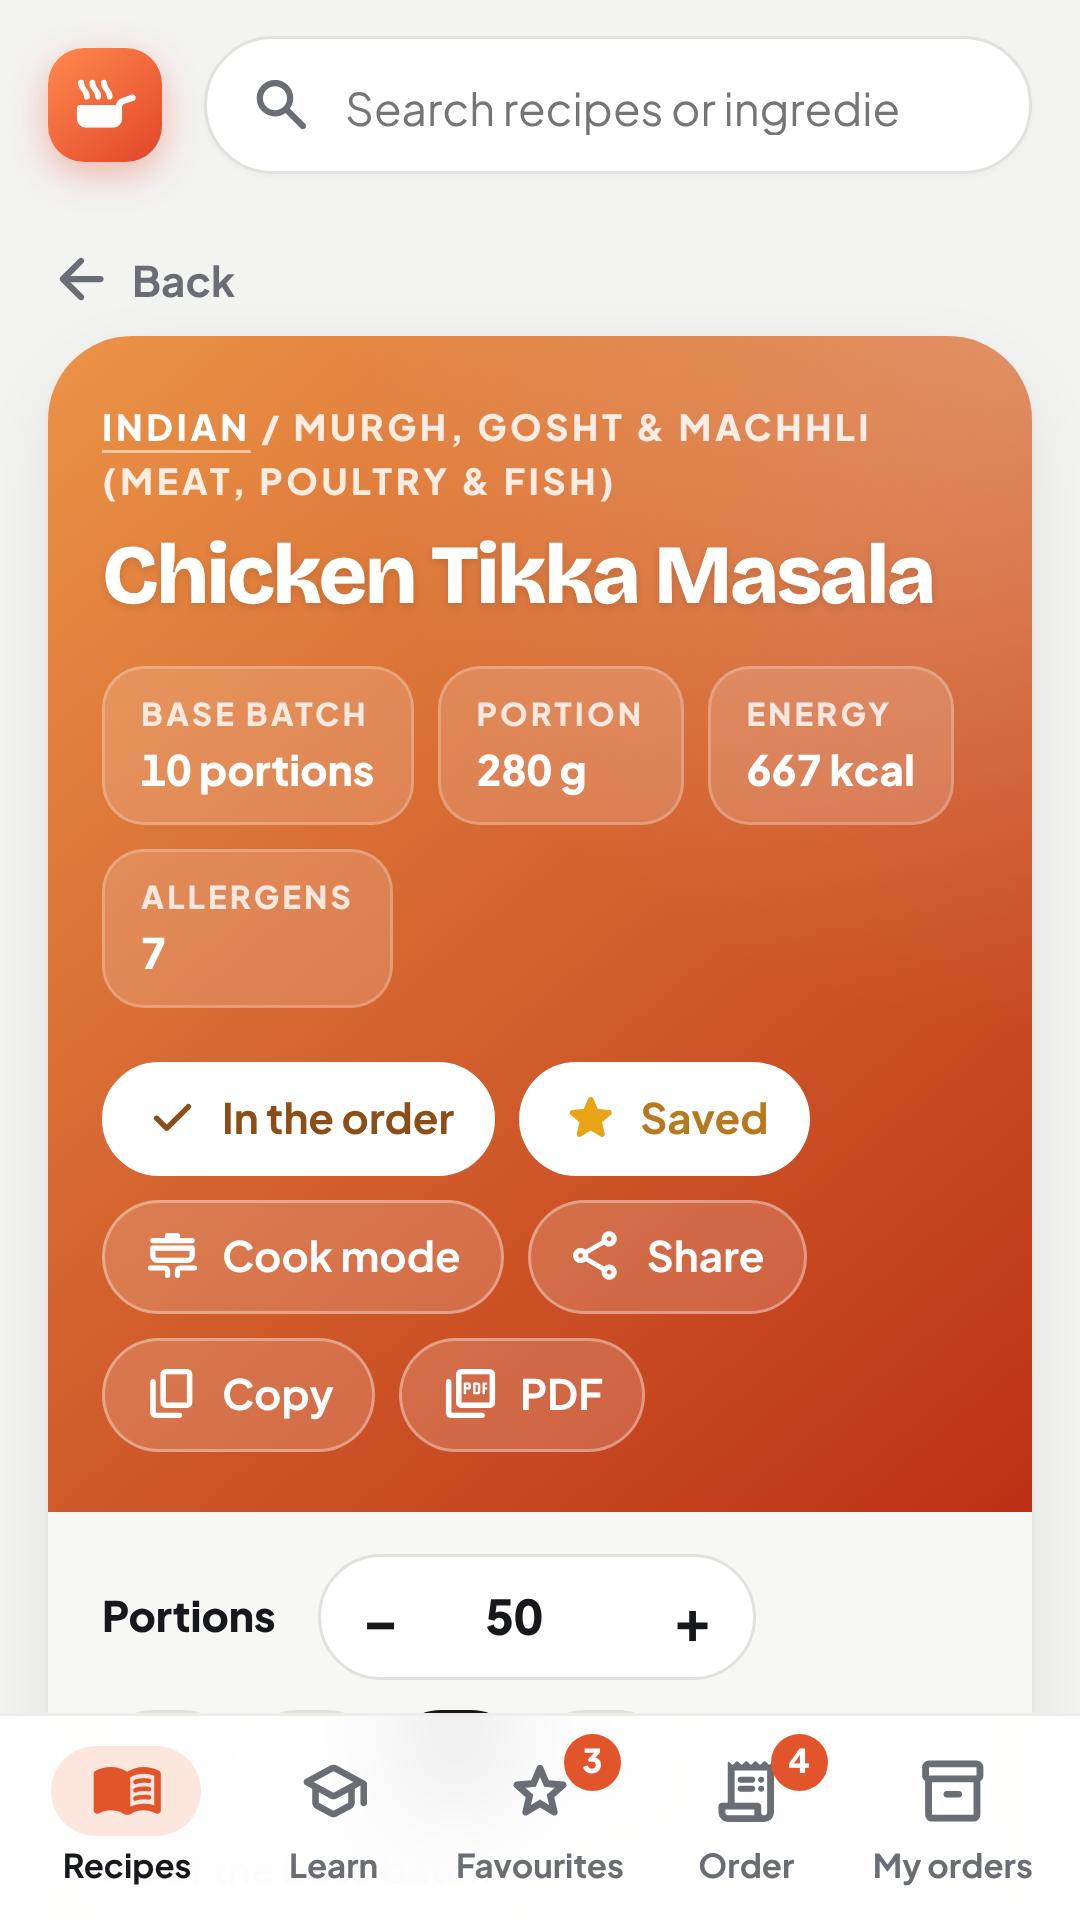 Search recipes or ingredie
Back
INDIAN / MURGH, GOSHT & MACHHLI
(MEAT, POULTRY & FISH)
Chicken Tikka Masala
BASE BATCH
10 portions
PORTION
280 g
ENERGY
667 kcal
ALLERGENS
7
In the order
Saved
Cook mode
Share
Copy
PDF
Portions
–
50
+
Recipes
Learn
3
Favourites
4
Order
My orders